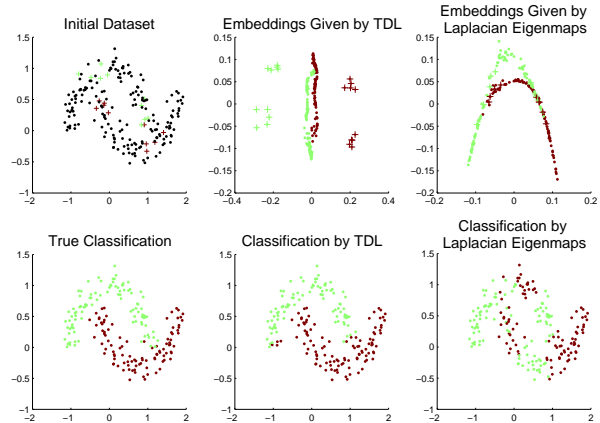 Initial Dataset
1.5
1
0.5
0
−0.5
−1
−2 −1 0 1 2
Embeddings Given by TDL
0.2
0.15
0.1
0.05
0
−0.05
−0.1
−0.15
−0.2
−0.4 −0.2 0 0.2 0.4
Embeddings Given by
Laplacian Eigenmaps
0.15
0.1
0.05
0
−0.05
−0.1
−0.15
−0.2
−0.2 −0.1 0 0.1 0.2
True Classification
1.5
1
0.5
0
−0.5
−1
−2 −1 0 1 2
Classification by TDL
1.5
1
0.5
0
−0.5
−1
−2 −1 0 1 2
Classification by
Laplacian Eigenmaps
1.5
1
0.5
0
−0.5
−1
−2 −1 0 1 2